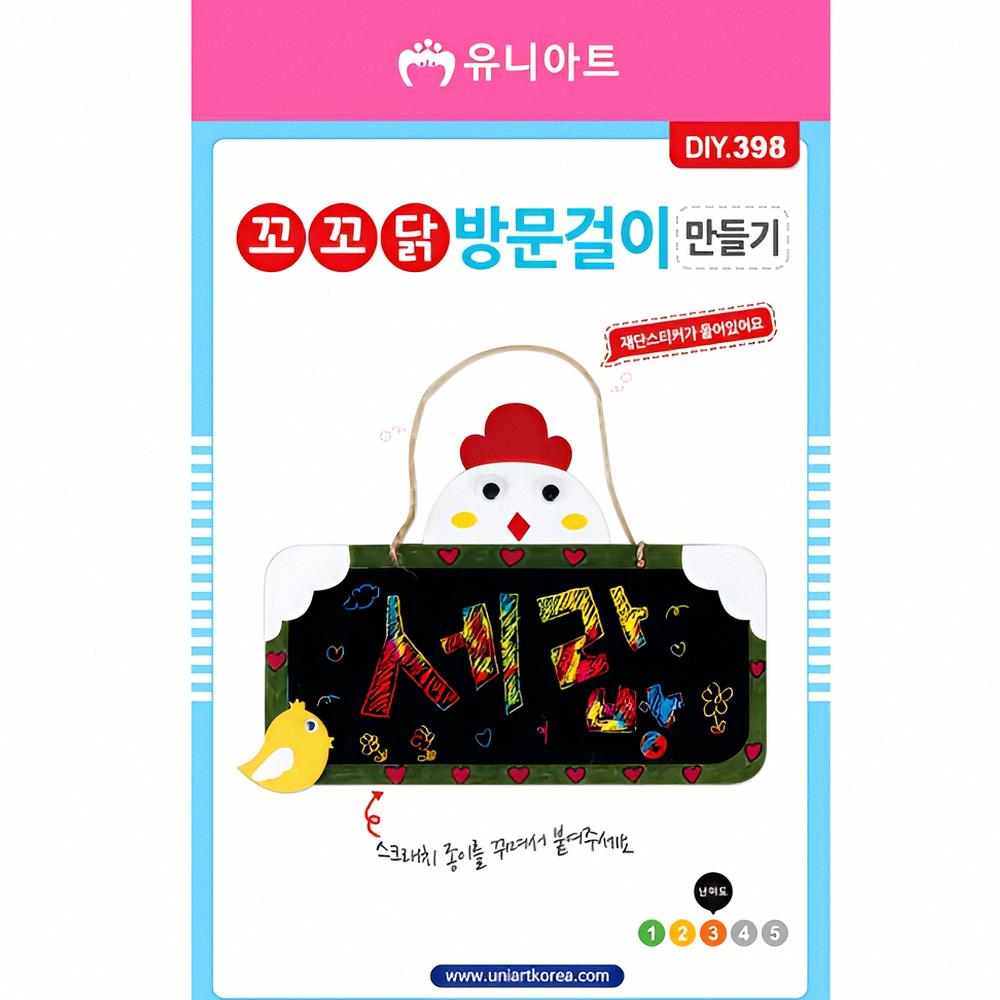 유니아트
DIY.398
꼬꼬닭 방문걸이 만들기
재단스티커가 들어있어요
세람
스크래치 종이를 꾸며서 붙여주세요
난이도
1 2 3 4 5
www.uniartkorea.com